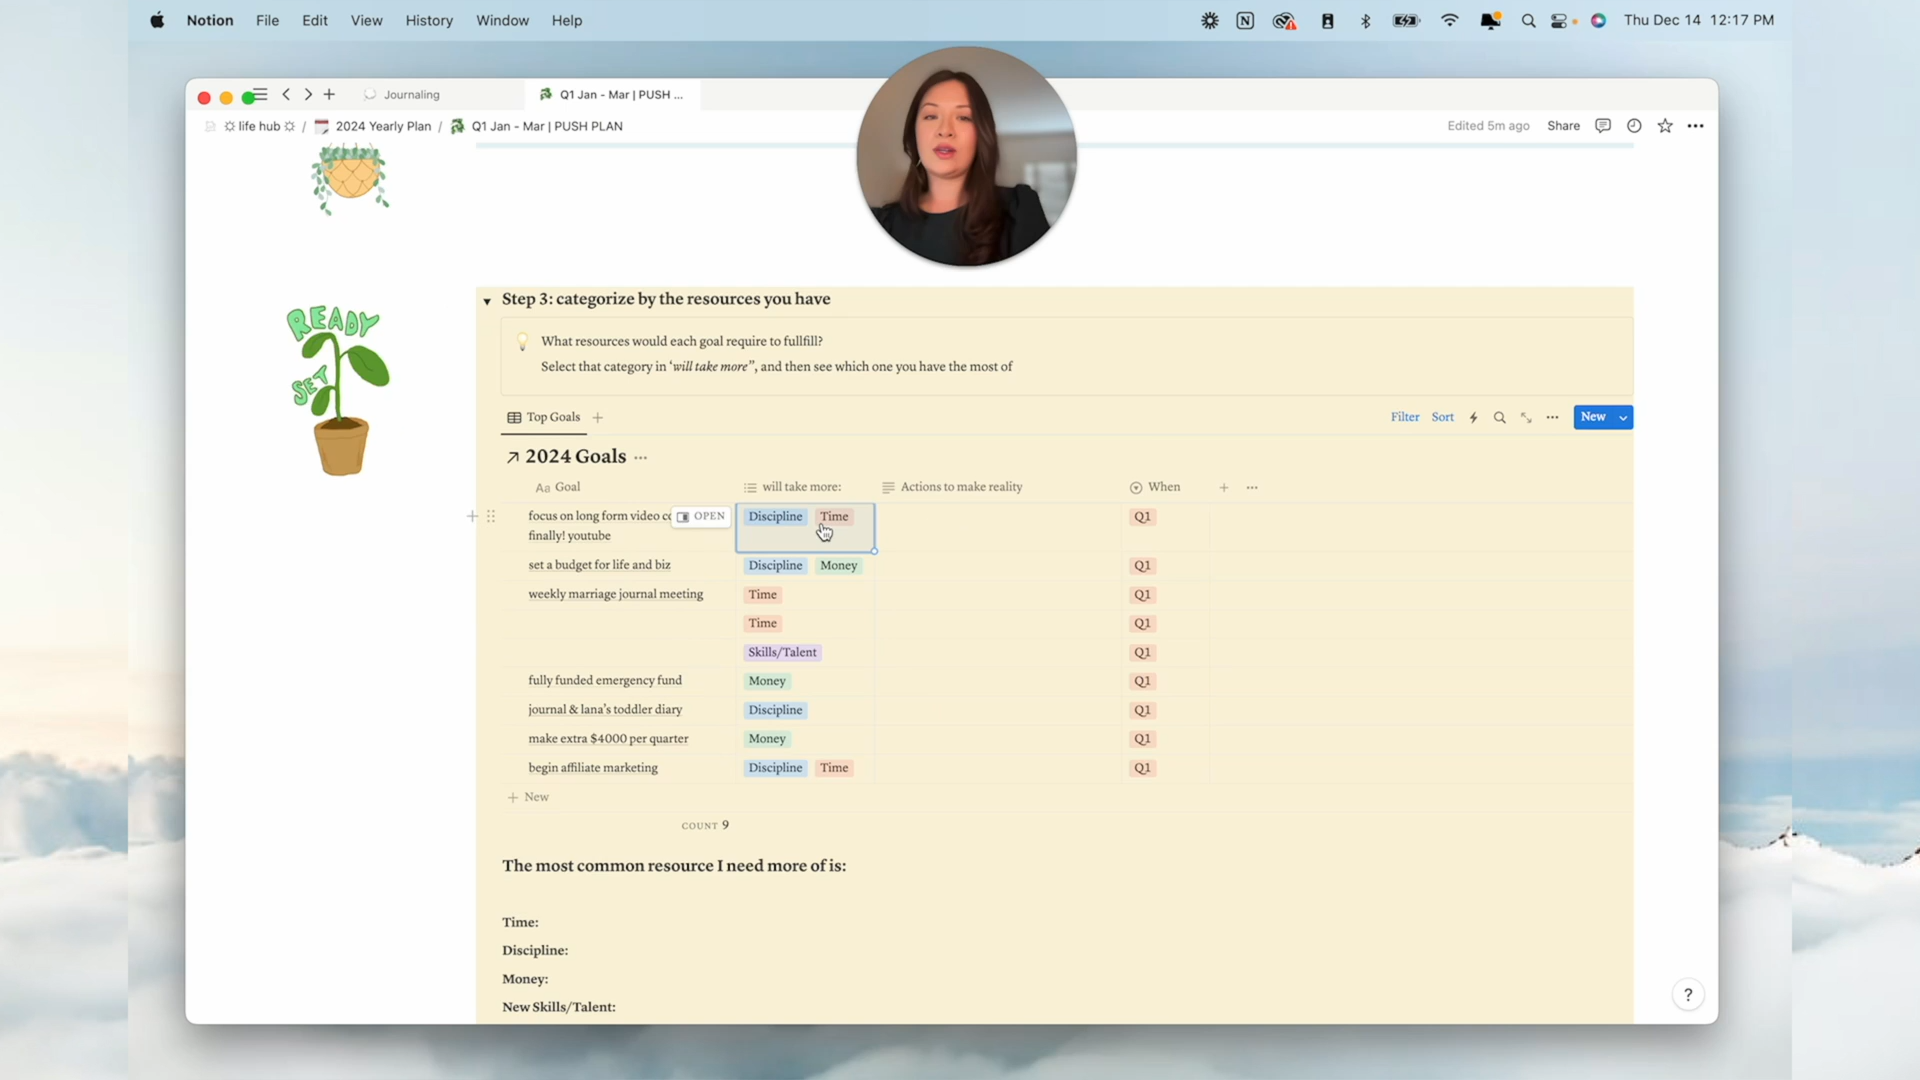 Notion File Edit View History Window Help Thu Dec 14 12:17 PM
Journaling Q1 Jan - Mar | PUSH ...
life hub / 2024 Yearly Plan / Q1 Jan - Mar | PUSH PLAN Edited 5m ago Share
READY
SET
Step 3: categorize by the resources you have
What resources would each goal require to fullfill?
Select that category in ‘will take more”, and then see which one you have the most of
Top Goals Filter Sort New
2024 Goals
Aa Goal will take more: Actions to make reality When
focus on long form video co OPEN Discipline Time Q1
finally! youtube
set a budget for life and biz Discipline Money Q1
weekly marriage journal meeting Time Q1
Time Q1
Skills/Talent Q1
fully funded emergency fund Money Q1
journal & lana's toddler diary Discipline Q1
make extra $4000 per quarter Money Q1
begin affiliate marketing Discipline Time Q1
+ New
COUNT 9
The most common resource I need more of is:
Time:
Discipline:
Money:
New Skills/Talent:
?